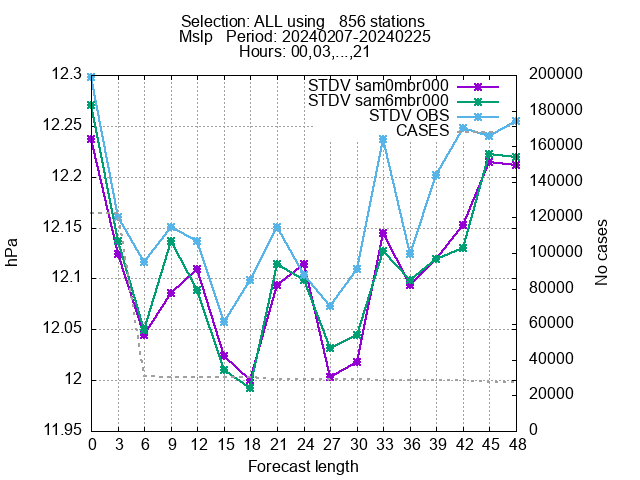 Selection: ALL using   856 stations
Mslp   Period: 20240207-20240225
Hours: 00,03,...,21
STDV sam0mbr000
STDV sam6mbr000
STDV OBS
CASES
12.3
12.25
12.2
12.15
12.1
12.05
12
11.95
hPa
200000
180000
160000
140000
120000
100000
80000
60000
40000
20000
0
No cases
0 3 6 9 12 15 18 21 24 27 30 33 36 39 42 45 48
Forecast length